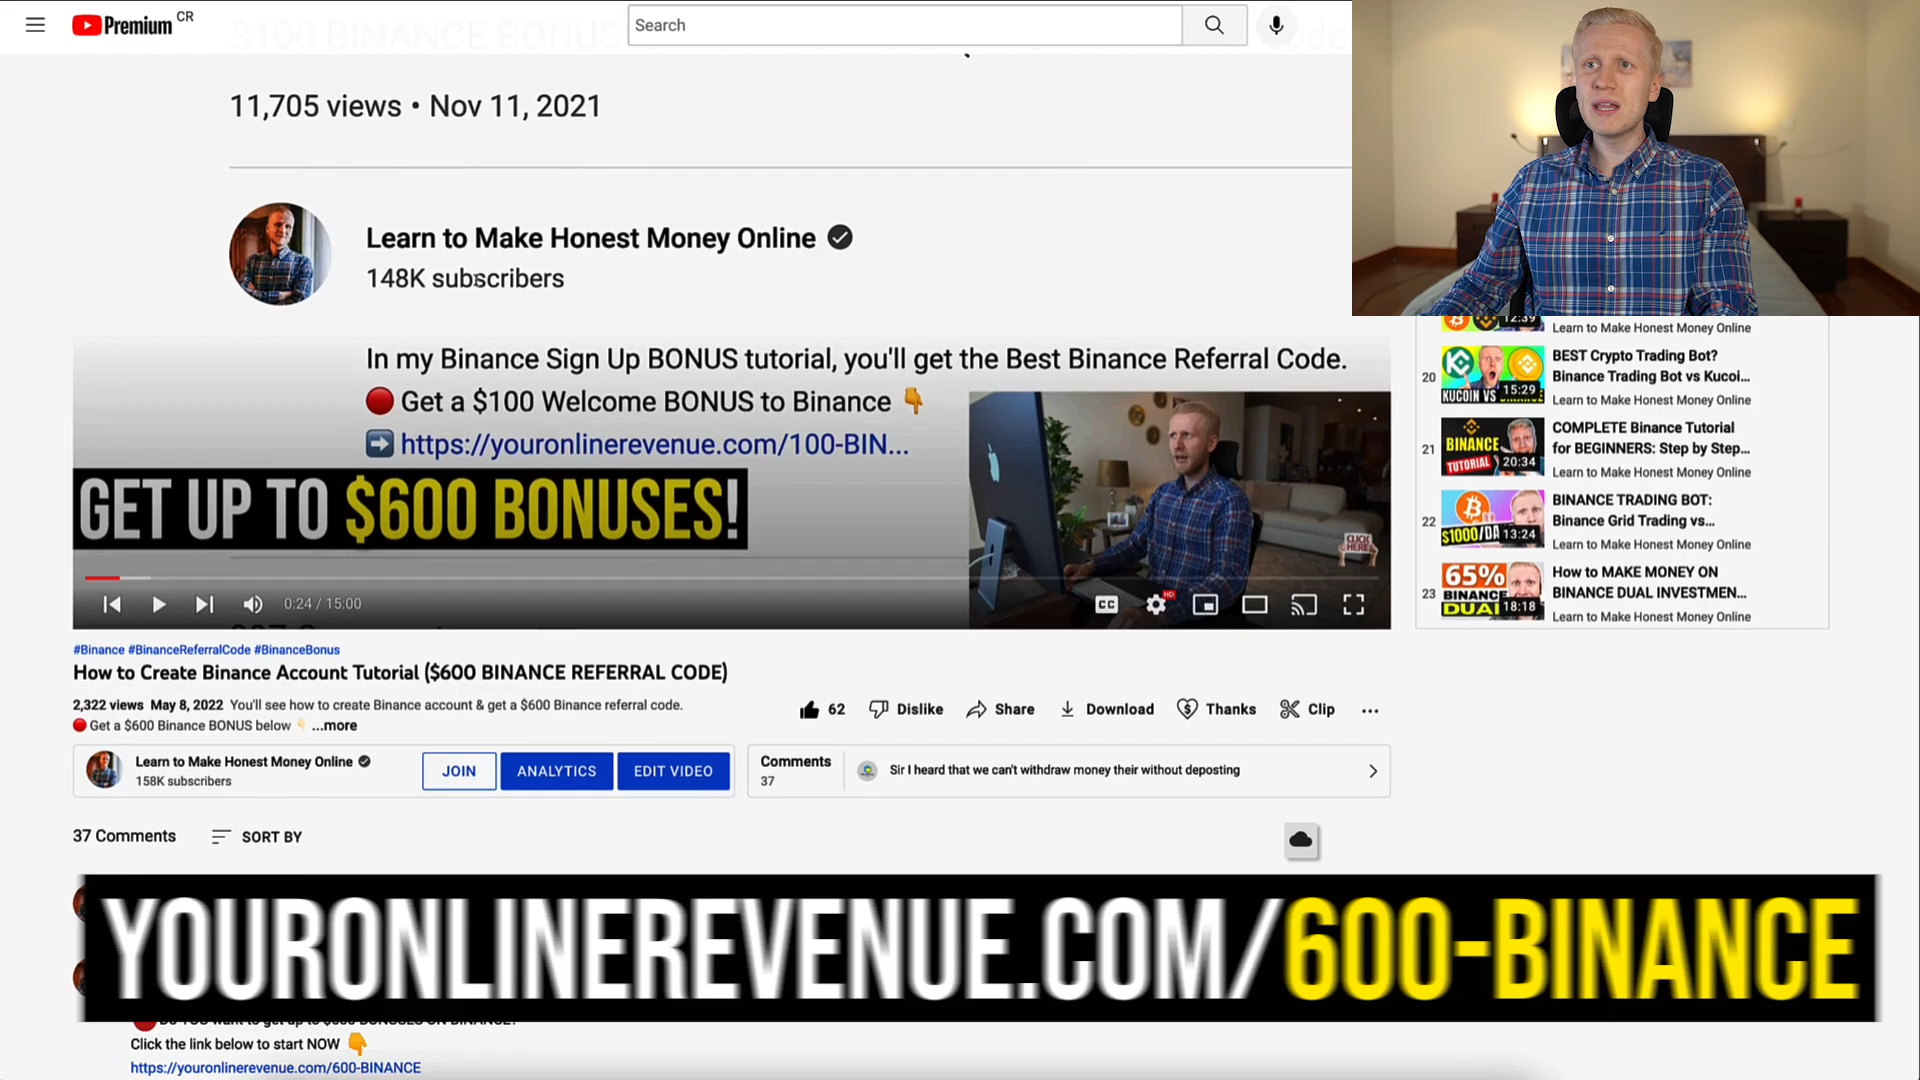 Premium CR
Search
11,705 views • Nov 11, 2021
Learn to Make Honest Money Online
148K subscribers
In my Binance Sign Up BONUS tutorial, you'll get the Best Binance Referral Code.
Get a $100 Welcome BONUS to Binance
https://youronlinerevenue.com/100-BIN...
GET UP TO $600 BONUSES!
CLICK HERE!
0:24 / 15:00
CC
HD
#Binance #BinanceReferralCode #BinanceBonus
How to Create Binance Account Tutorial ($600 BINANCE REFERRAL CODE)
2,322 views May 8, 2022 You'll see how to create Binance account & get a $600 Binance referral code.
Get a $600 Binance BONUS below ...more
62 Dislike Share Download Thanks Clip ...
Learn to Make Honest Money Online
158K subscribers
JOIN
ANALYTICS
EDIT VIDEO
Comments
37
Sir I heard that we can't withdraw money their without deposting
37 Comments
SORT BY
12:39
Learn to Make Honest Money Online
20
KUCOIN VS
15:29
BEST Crypto Trading Bot?
Binance Trading Bot vs Kucoi...
Learn to Make Honest Money Online
21
BINANCE
TUTORIAL
20:34
COMPLETE Binance Tutorial
for BEGINNERS: Step by Step...
Learn to Make Honest Money Online
22
$1000/DA
13:24
BINANCE TRADING BOT:
Binance Grid Trading vs...
Learn to Make Honest Money Online
23
65%
BINANCE
DUAL
18:18
How to MAKE MONEY ON
BINANCE DUAL INVESTMEN...
Learn to Make Honest Money Online
YOURONLINEREVENUE.COM/600-BINANCE
Click the link below to start NOW
https://youronlinerevenue.com/600-BINANCE